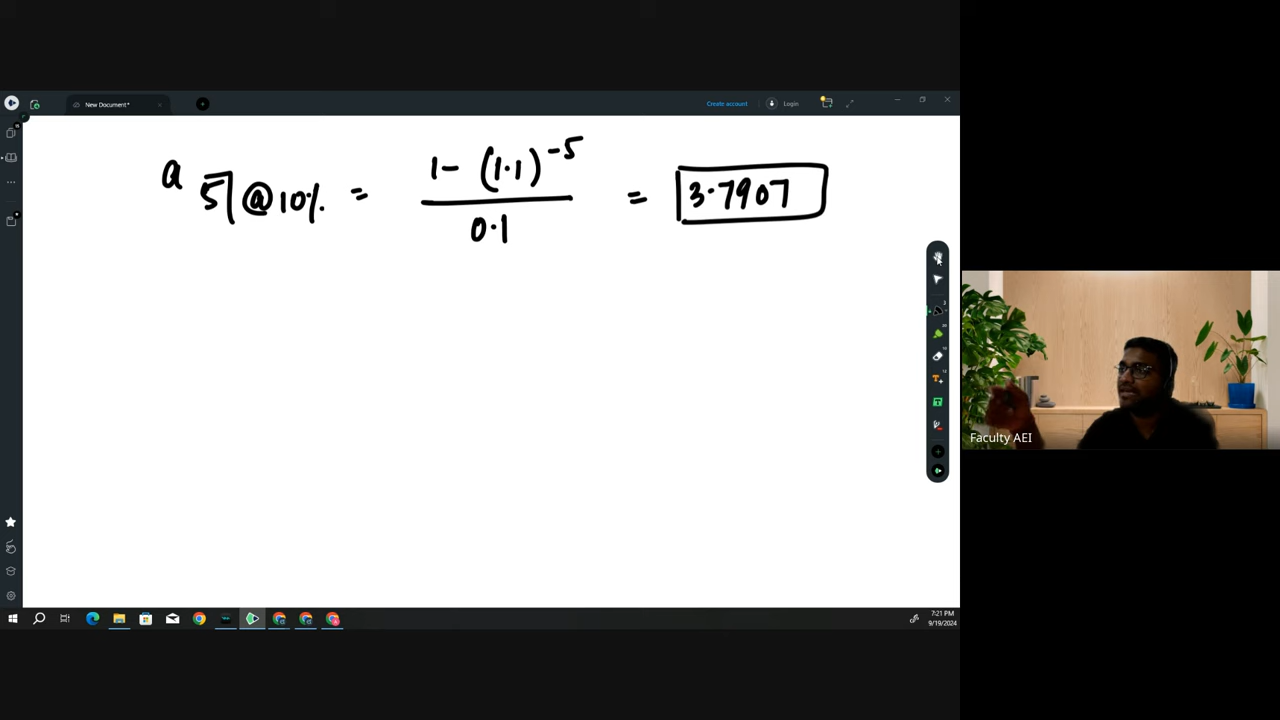 New Document*
Create account
Login
a 5̅| @ 10% = 1 - (1.1)^-5 / 0.1 = 3.7907
Faculty AEI
7:21 PM
9/19/2024